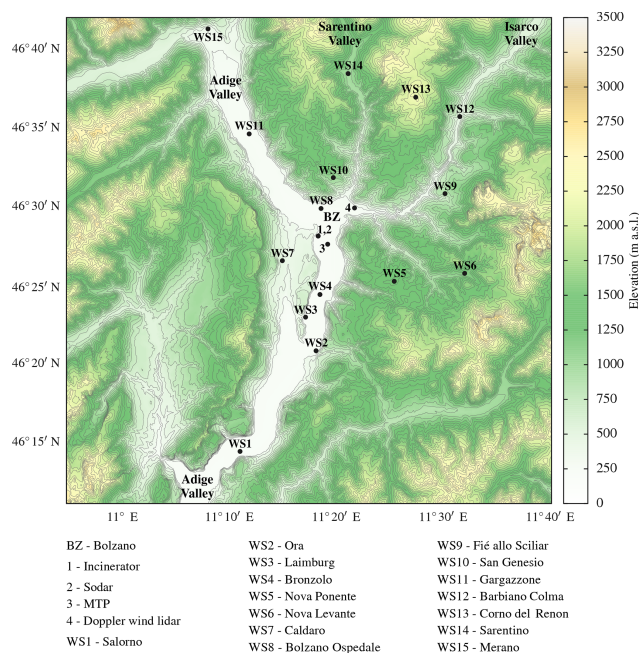 46°40′ N
46°35′ N
46°30′ N
46°25′ N
46°20′ N
46°15′ N
WS15
Sarentino
Valley
Isarco
Valley
WS14
Adige
Valley
WS13
WS12
WS11
WS10
WS9
WS8
4
BZ
1,2
3
WS7
WS6
WS5
WS4
WS3
WS2
WS1
Adige
Valley
11° E
11°10′ E
11°20′ E
11°30′ E
11°40′ E
3500
3250
3000
2750
2500
2250
2000
1750
1500
1250
1000
750
500
250
0
Elevation (m a.s.l.)
BZ - Bolzano
1 - Incinerator
2 - Sodar
3 - MTP
4 - Doppler wind lidar
WS1 - Salorno
WS2 - Ora
WS3 - Laimburg
WS4 - Bronzolo
WS5 - Nova Ponente
WS6 - Nova Levante
WS7 - Caldaro
WS8 - Bolzano Ospedale
WS9 - Fié allo Sciliar
WS10 - San Genesio
WS11 - Gargazzone
WS12 - Barbiano Colma
WS13 - Corno del Renon
WS14 - Sarentino
WS15 - Merano